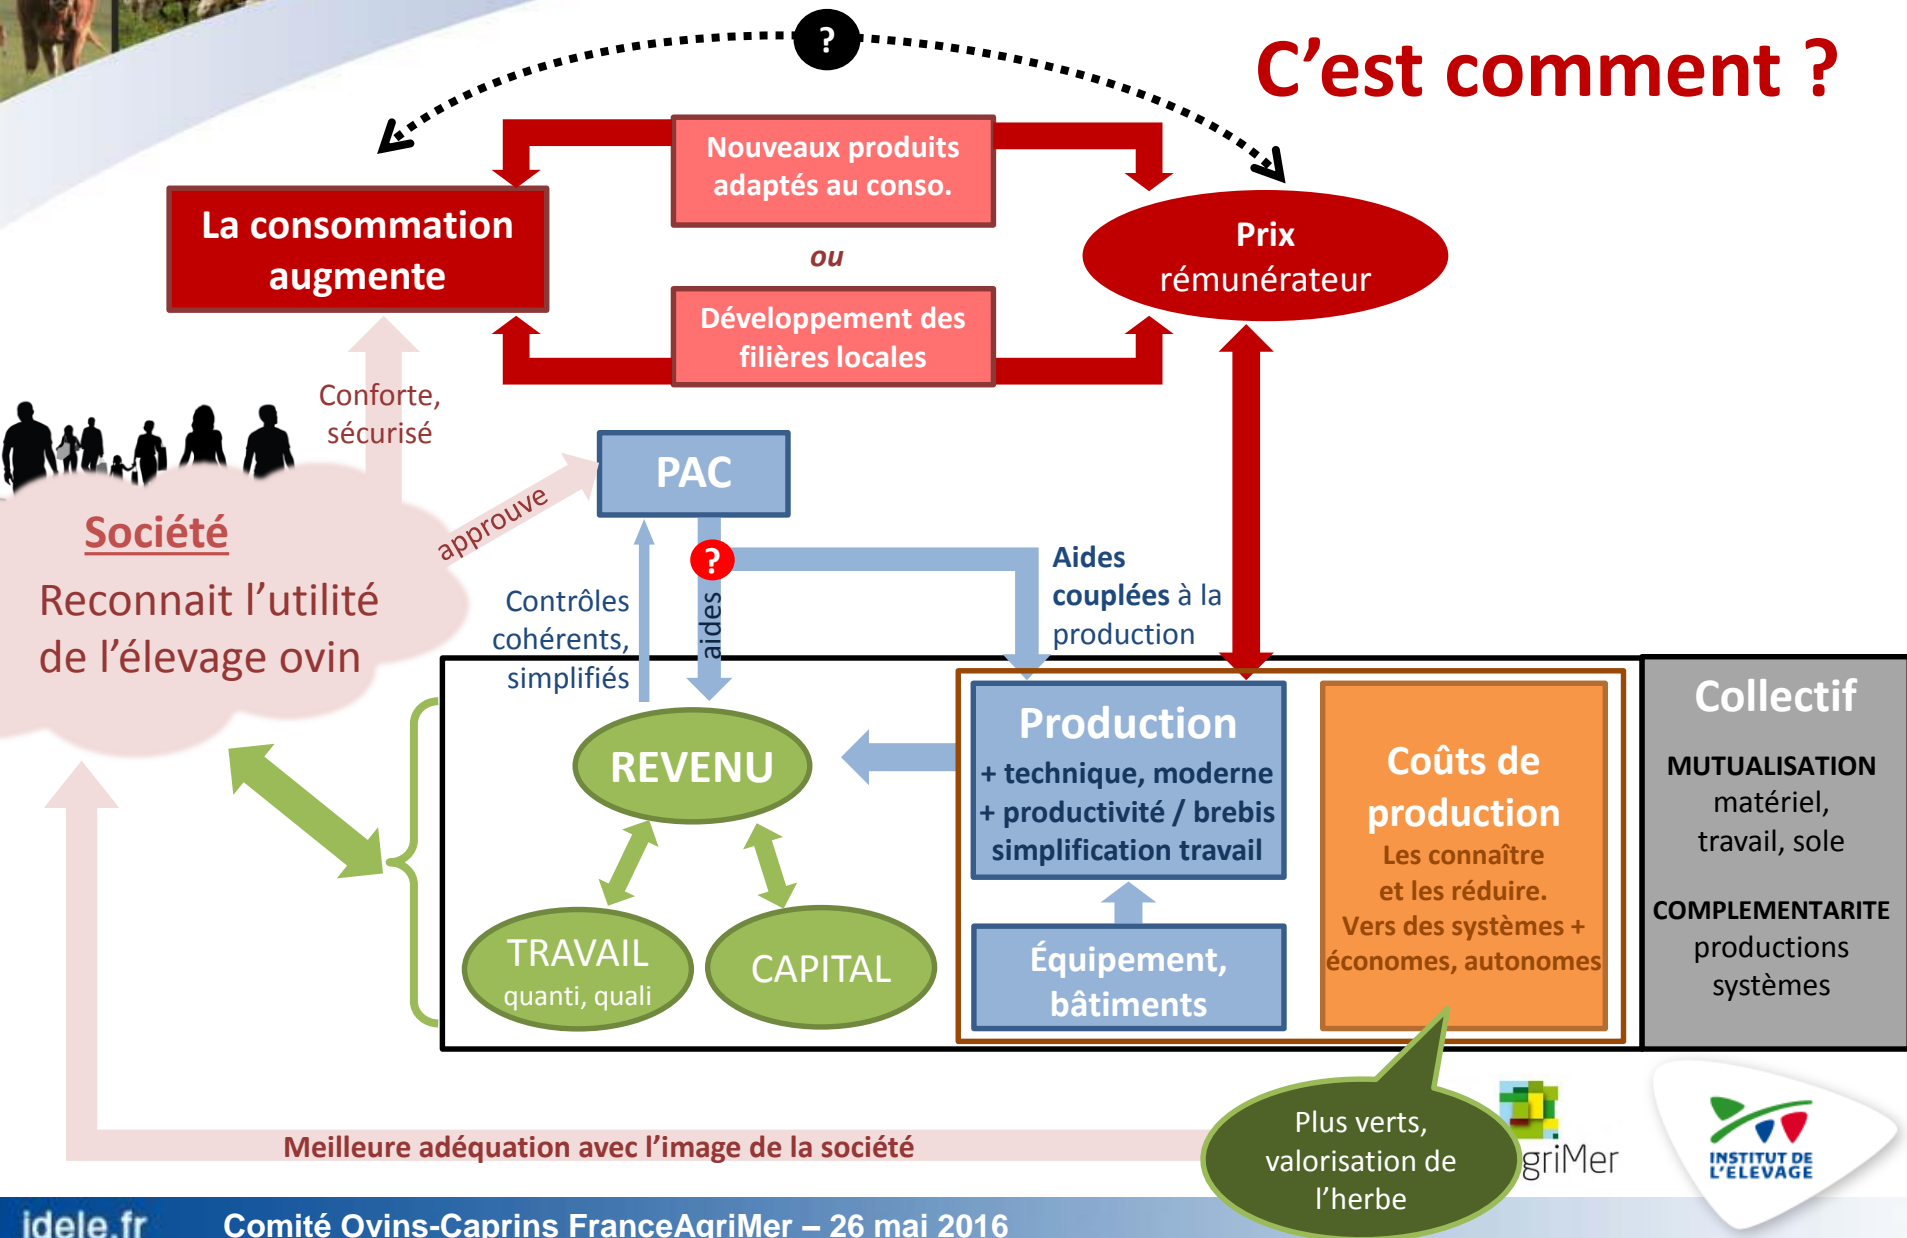 C'est comment ?
?
Nouveaux produits
adaptés au conso.
La consommation
augmente
ou
Prix
rémunérateur
Développement des
filières locales
Conforte,
sécurisé
PAC
approuve
Société
Reconnait l'utilité
de l'élevage ovin
?
aides
Contrôles
cohérents,
simplifiés
Aides
couplées à la
production
REVENU
TRAVAIL
quanti, quali
CAPITAL
Production
+ technique, moderne
+ productivité / brebis
simplification travail
Équipement,
bâtiments
Coûts de
production
Les connaître
et les réduire.
Vers des systèmes +
économes, autonomes
Collectif
MUTUALISATION
matériel,
travail, sole
COMPLEMENTARITE
productions
systèmes
Plus verts,
valorisation de
l'herbe
Meilleure adéquation avec l'image de la société
griMer
INSTITUT DE
L'ELEVAGE
idele.fr
Comité Ovins-Caprins FranceAgriMer – 26 mai 2016